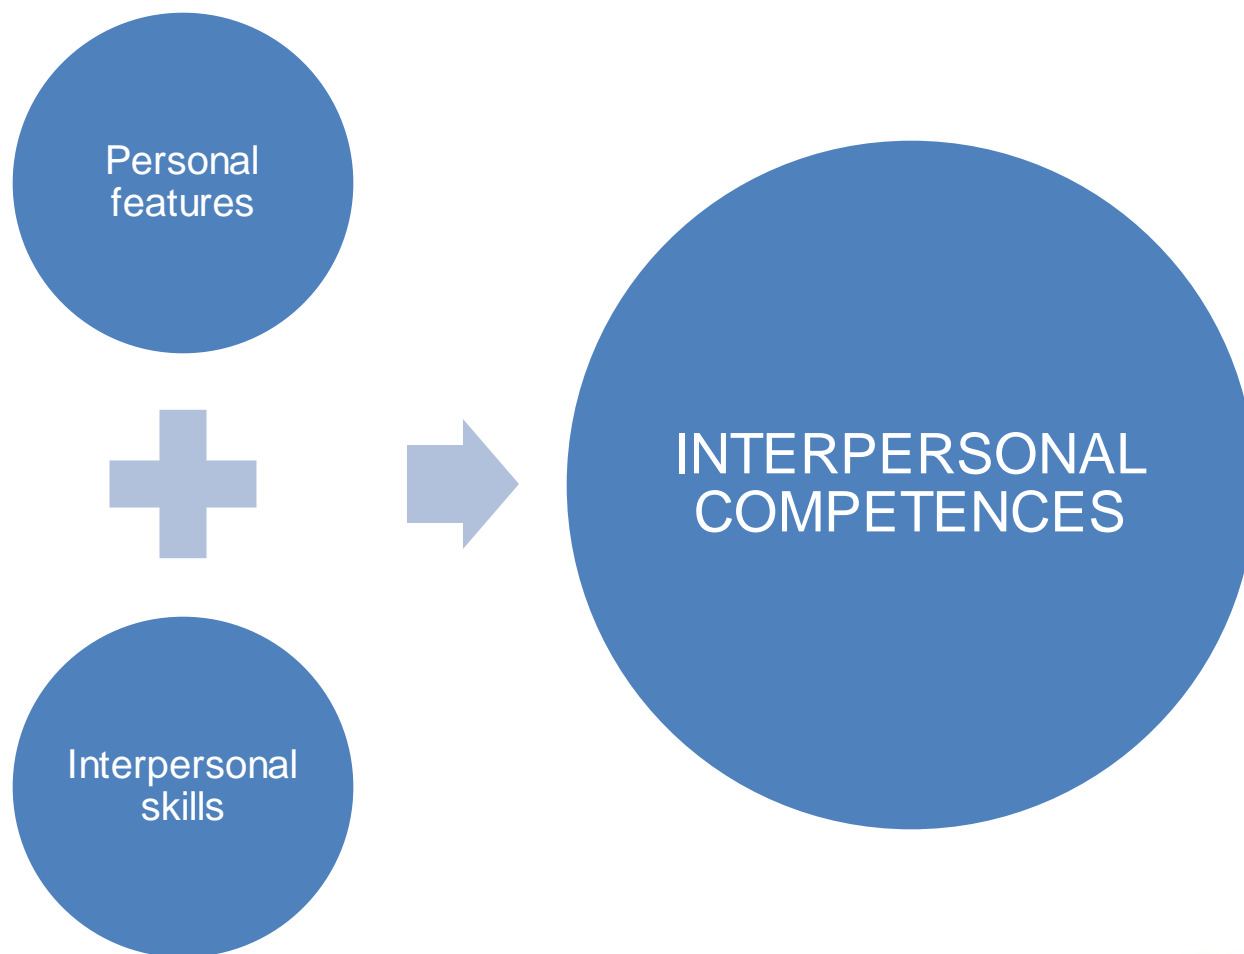 Personal
features
INTERPERSONAL
COMPETENCES
Interpersonal
skills